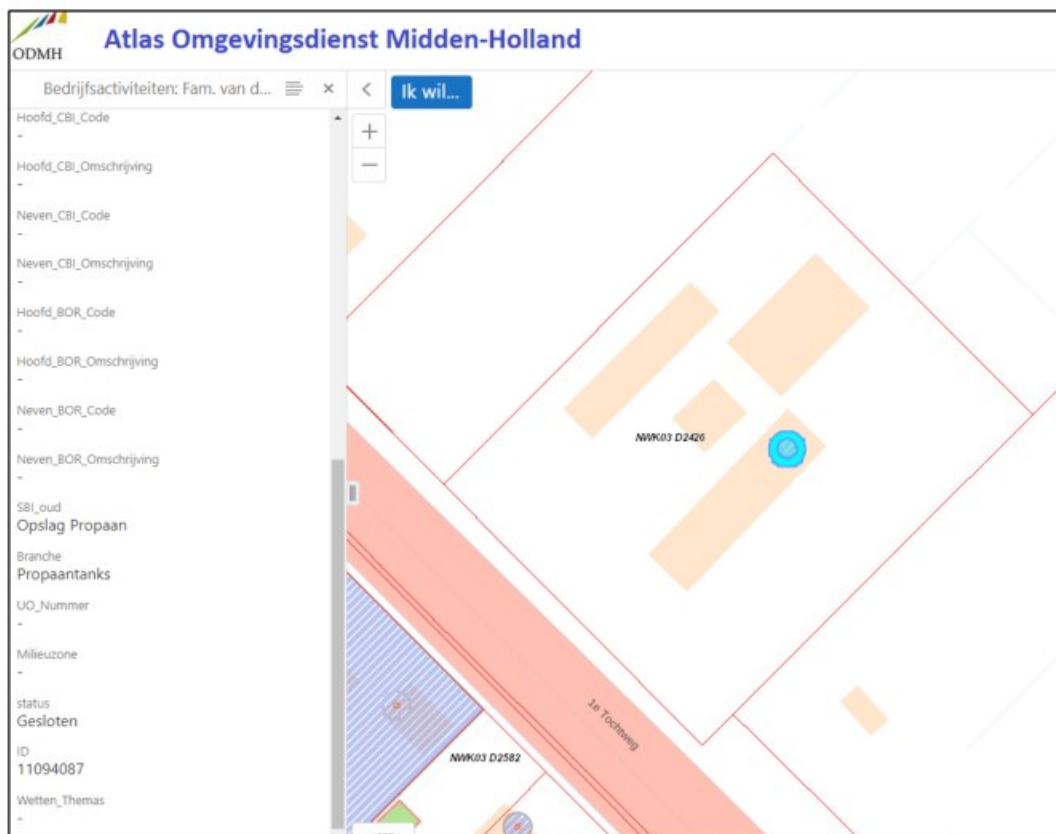 ODMH
Atlas Omgevingsdienst Midden-Holland
Bedrijfsactiviteiten: Fam. van d...
Ik wil...
Hoofd_CBI_Code
-
Hoofd_CBI_Omschrijving
-
Neven_CBI_Code
-
Neven_CBI_Omschrijving
-
Hoofd_BOR_Code
-
Hoofd_BOR_Omschrijving
-
Neven_BOR_Code
-
Neven_BOR_Omschrijving
-
SBI_oud
Opslag Propaan
Branche
Propaantanks
UO_Nummer
-
Milieuzone
-
status
Gesloten
ID
11094087
Wetten_Themas
-
NWK03 D2426
1e Tochtweg
NWK03 D2582